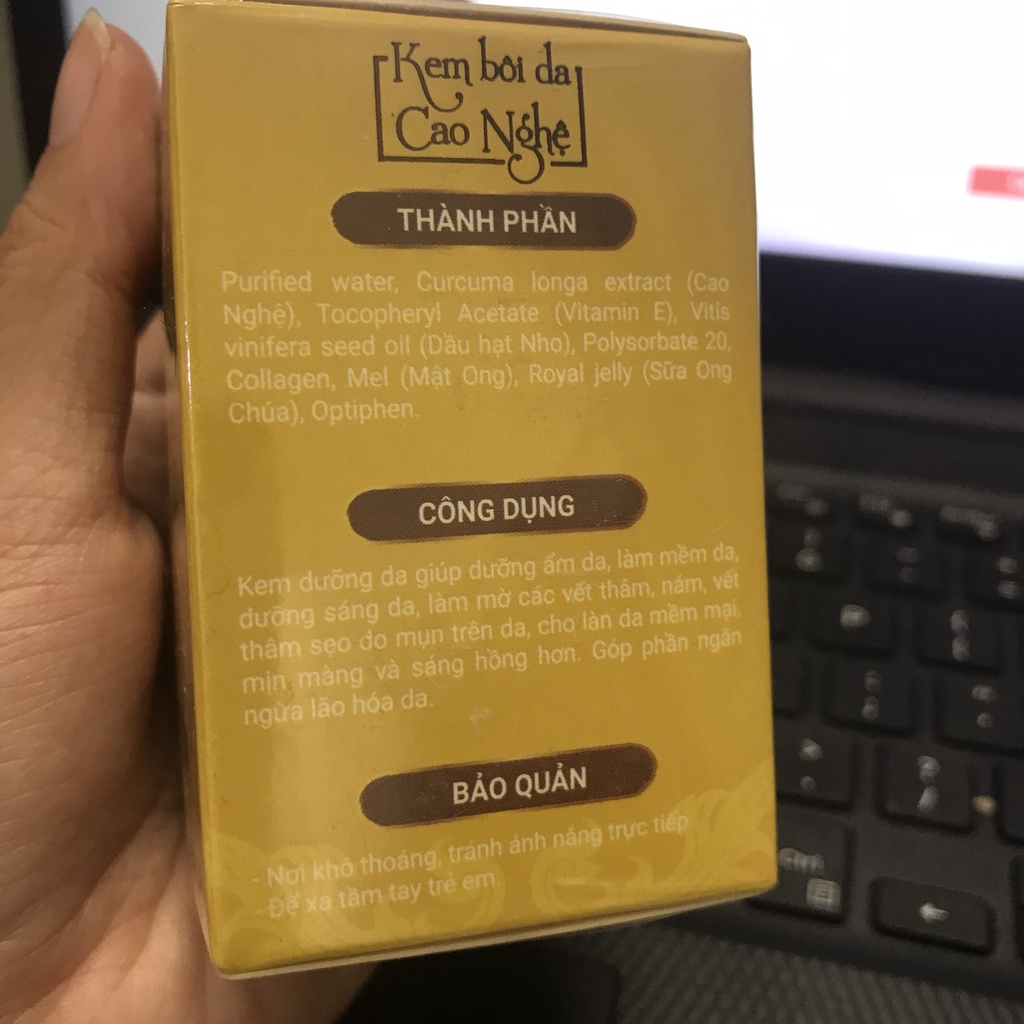 Kem bôi da
Cao Nghệ
THÀNH PHẦN
Purified water, Curcuma longa extract (Cao
Nghệ), Tocopheryl Acetate (Vitamin E), Vitis
vinifera seed oil (Dầu hạt Nho), Polysorbate 20,
Collagen, Mel (Mật Ong), Royal jelly (Sữa Ong
Chúa), Optiphen.
CÔNG DỤNG
Kem dưỡng da giúp dưỡng ẩm da, làm mềm da,
dưỡng sáng da, làm mờ các vết thâm, nám, vết
thâm sẹo do mụn trên da, cho làn da mềm mại,
mịn màng và sáng hồng hơn. Góp phần ngăn
ngừa lão hóa da.
BẢO QUẢN
- Nơi khô thoáng, tránh ánh nắng trực tiếp
- Để xa tầm tay trẻ em
Ctrl